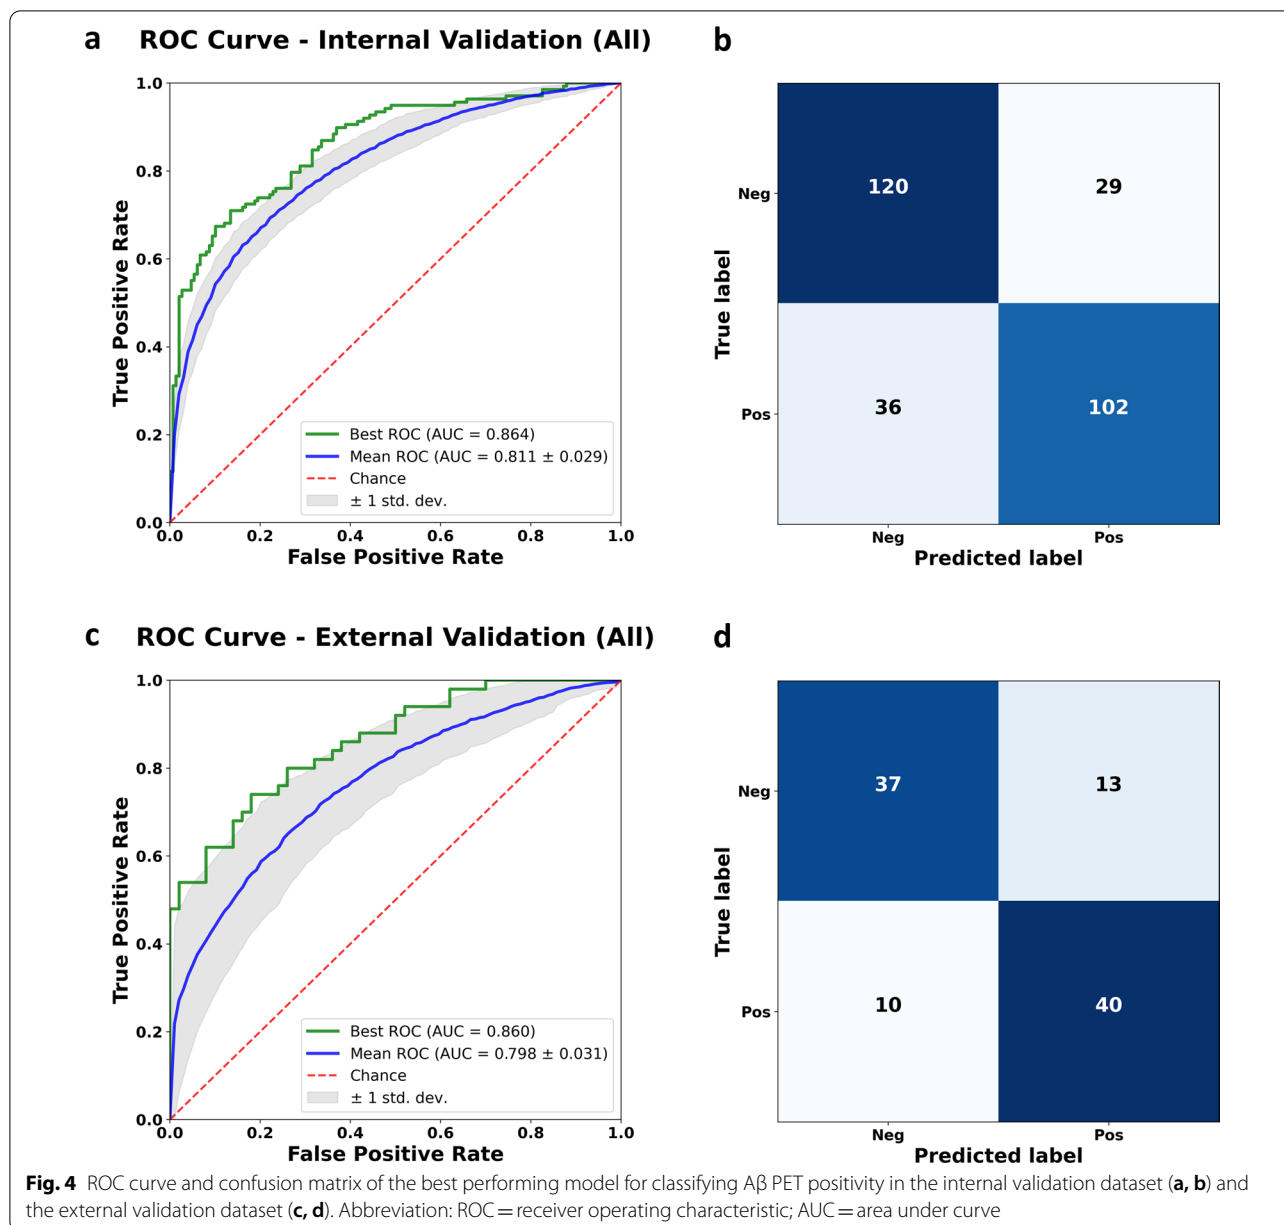 a
ROC Curve - Internal Validation (All)
1.0
0.8
0.6
0.4
0.2
0.0
True Positive Rate
Best ROC (AUC = 0.864)
Mean ROC (AUC = 0.811 ± 0.029)
Chance
± 1 std. dev.
0.0 0.2 0.4 0.6 0.8 1.0
False Positive Rate
b
True label
Neg
120 29
Pos
36 102
Neg Pos
Predicted label
c
ROC Curve - External Validation (All)
1.0
0.8
0.6
0.4
0.2
0.0
True Positive Rate
Best ROC (AUC = 0.860)
Mean ROC (AUC = 0.798 ± 0.031)
Chance
± 1 std. dev.
0.0 0.2 0.4 0.6 0.8 1.0
False Positive Rate
d
True label
Neg
37 13
Pos
10 40
Neg Pos
Predicted label
Fig. 4 ROC curve and confusion matrix of the best performing model for classifying Aβ PET positivity in the internal validation dataset (a, b) and
the external validation dataset (c, d). Abbreviation: ROC = receiver operating characteristic; AUC = area under curve